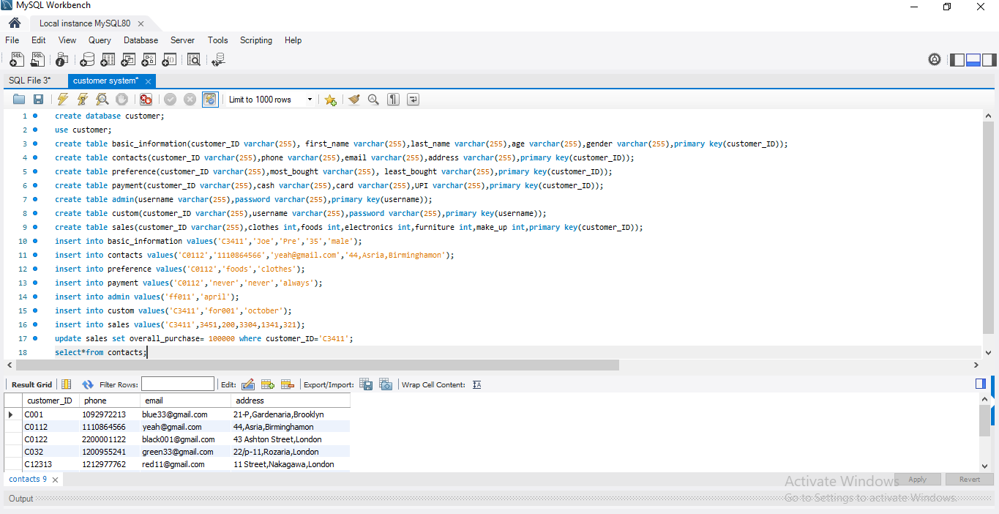 MySQL Workbench
Local instance MySQL80
File Edit View Query Database Server Tools Scripting Help
SQL File 3* customer system*
Limit to 1000 rows
1 create database customer;
2 use customer;
3 create table basic_information(customer_ID varchar(255), first_name varchar(255),last_name varchar(255),age varchar(255),gender varchar(255),primary key(customer_ID));
4 create table contacts(customer_ID varchar(255),phone varchar(255),email varchar(255),address varchar(255),primary key(customer_ID));
5 create table preference(customer_ID varchar(255),most_bought varchar(255), least_bought varchar(255),primary key(customer_ID));
6 create table payment(customer_ID varchar(255),cash varchar(255),card varchar(255),UPI varchar(255),primary key(customer_ID));
7 create table admin(username varchar(255),password varchar(255),primary key(username));
8 create table custom(customer_ID varchar(255),username varchar(255),password varchar(255),primary key(username));
9 create table sales(customer_ID varchar(255),clothes int,foods int,electronics int,furniture int,make_up int,primary key(customer_ID));
10 insert into basic_information values('C3411','Joe','Pre','35','male');
11 insert into contacts values('C0112','1110864566','yeah@gmail.com','44,Asria,Birminghamon');
12 insert into preference values('C0112','foods','clothes');
13 insert into payment values('C0112','never','never','always');
14 insert into admin values('ff011','april');
15 insert into custom values('C3411','for001','october');
16 insert into sales values('C3411',3451,200,3304,1341,321);
17 update sales set overall_purchase= 100000 where customer_ID='C3411';
18 select*from contacts;
Result Grid Filter Rows: Edit: Export/Import: Wrap Cell Content:
customer_ID phone email address
C001 1092972213 blue33@gmail.com 21-P,Gardenaria,Brooklyn
C0112 1110864566 yeah@gmail.com 44,Asria,Birminghamon
C0122 2200001122 black001@gmail.com 43 Ashton Street,London
C032 1200955241 green33@gmail.com 22/p-11,Rozaria,London
C12313 1212977762 red11@gmail.com 11 Street,Nakagawa,London
contacts 9 Apply Revert
Activate Windows
Go to Settings to activate Windows.
Output